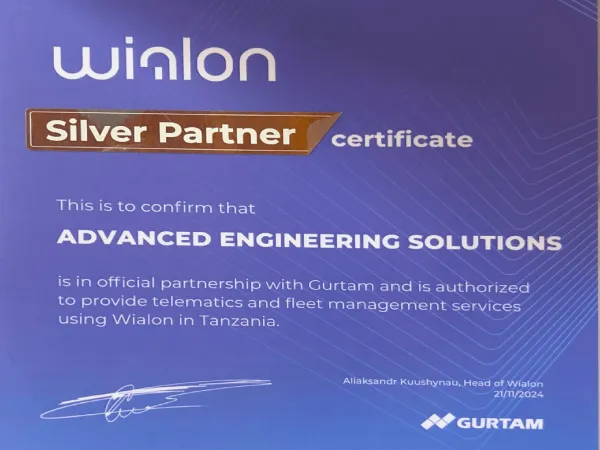 wialon
Silver Partner certificate
This is to confirm that
ADVANCED ENGINEERING SOLUTIONS
is in official partnership with Gurtam and is authorized
to provide telematics and fleet management services
using Wialon in Tanzania.
Aliaksandr Kuushynau, Head of Wialon
21/11/2024
GURTAM